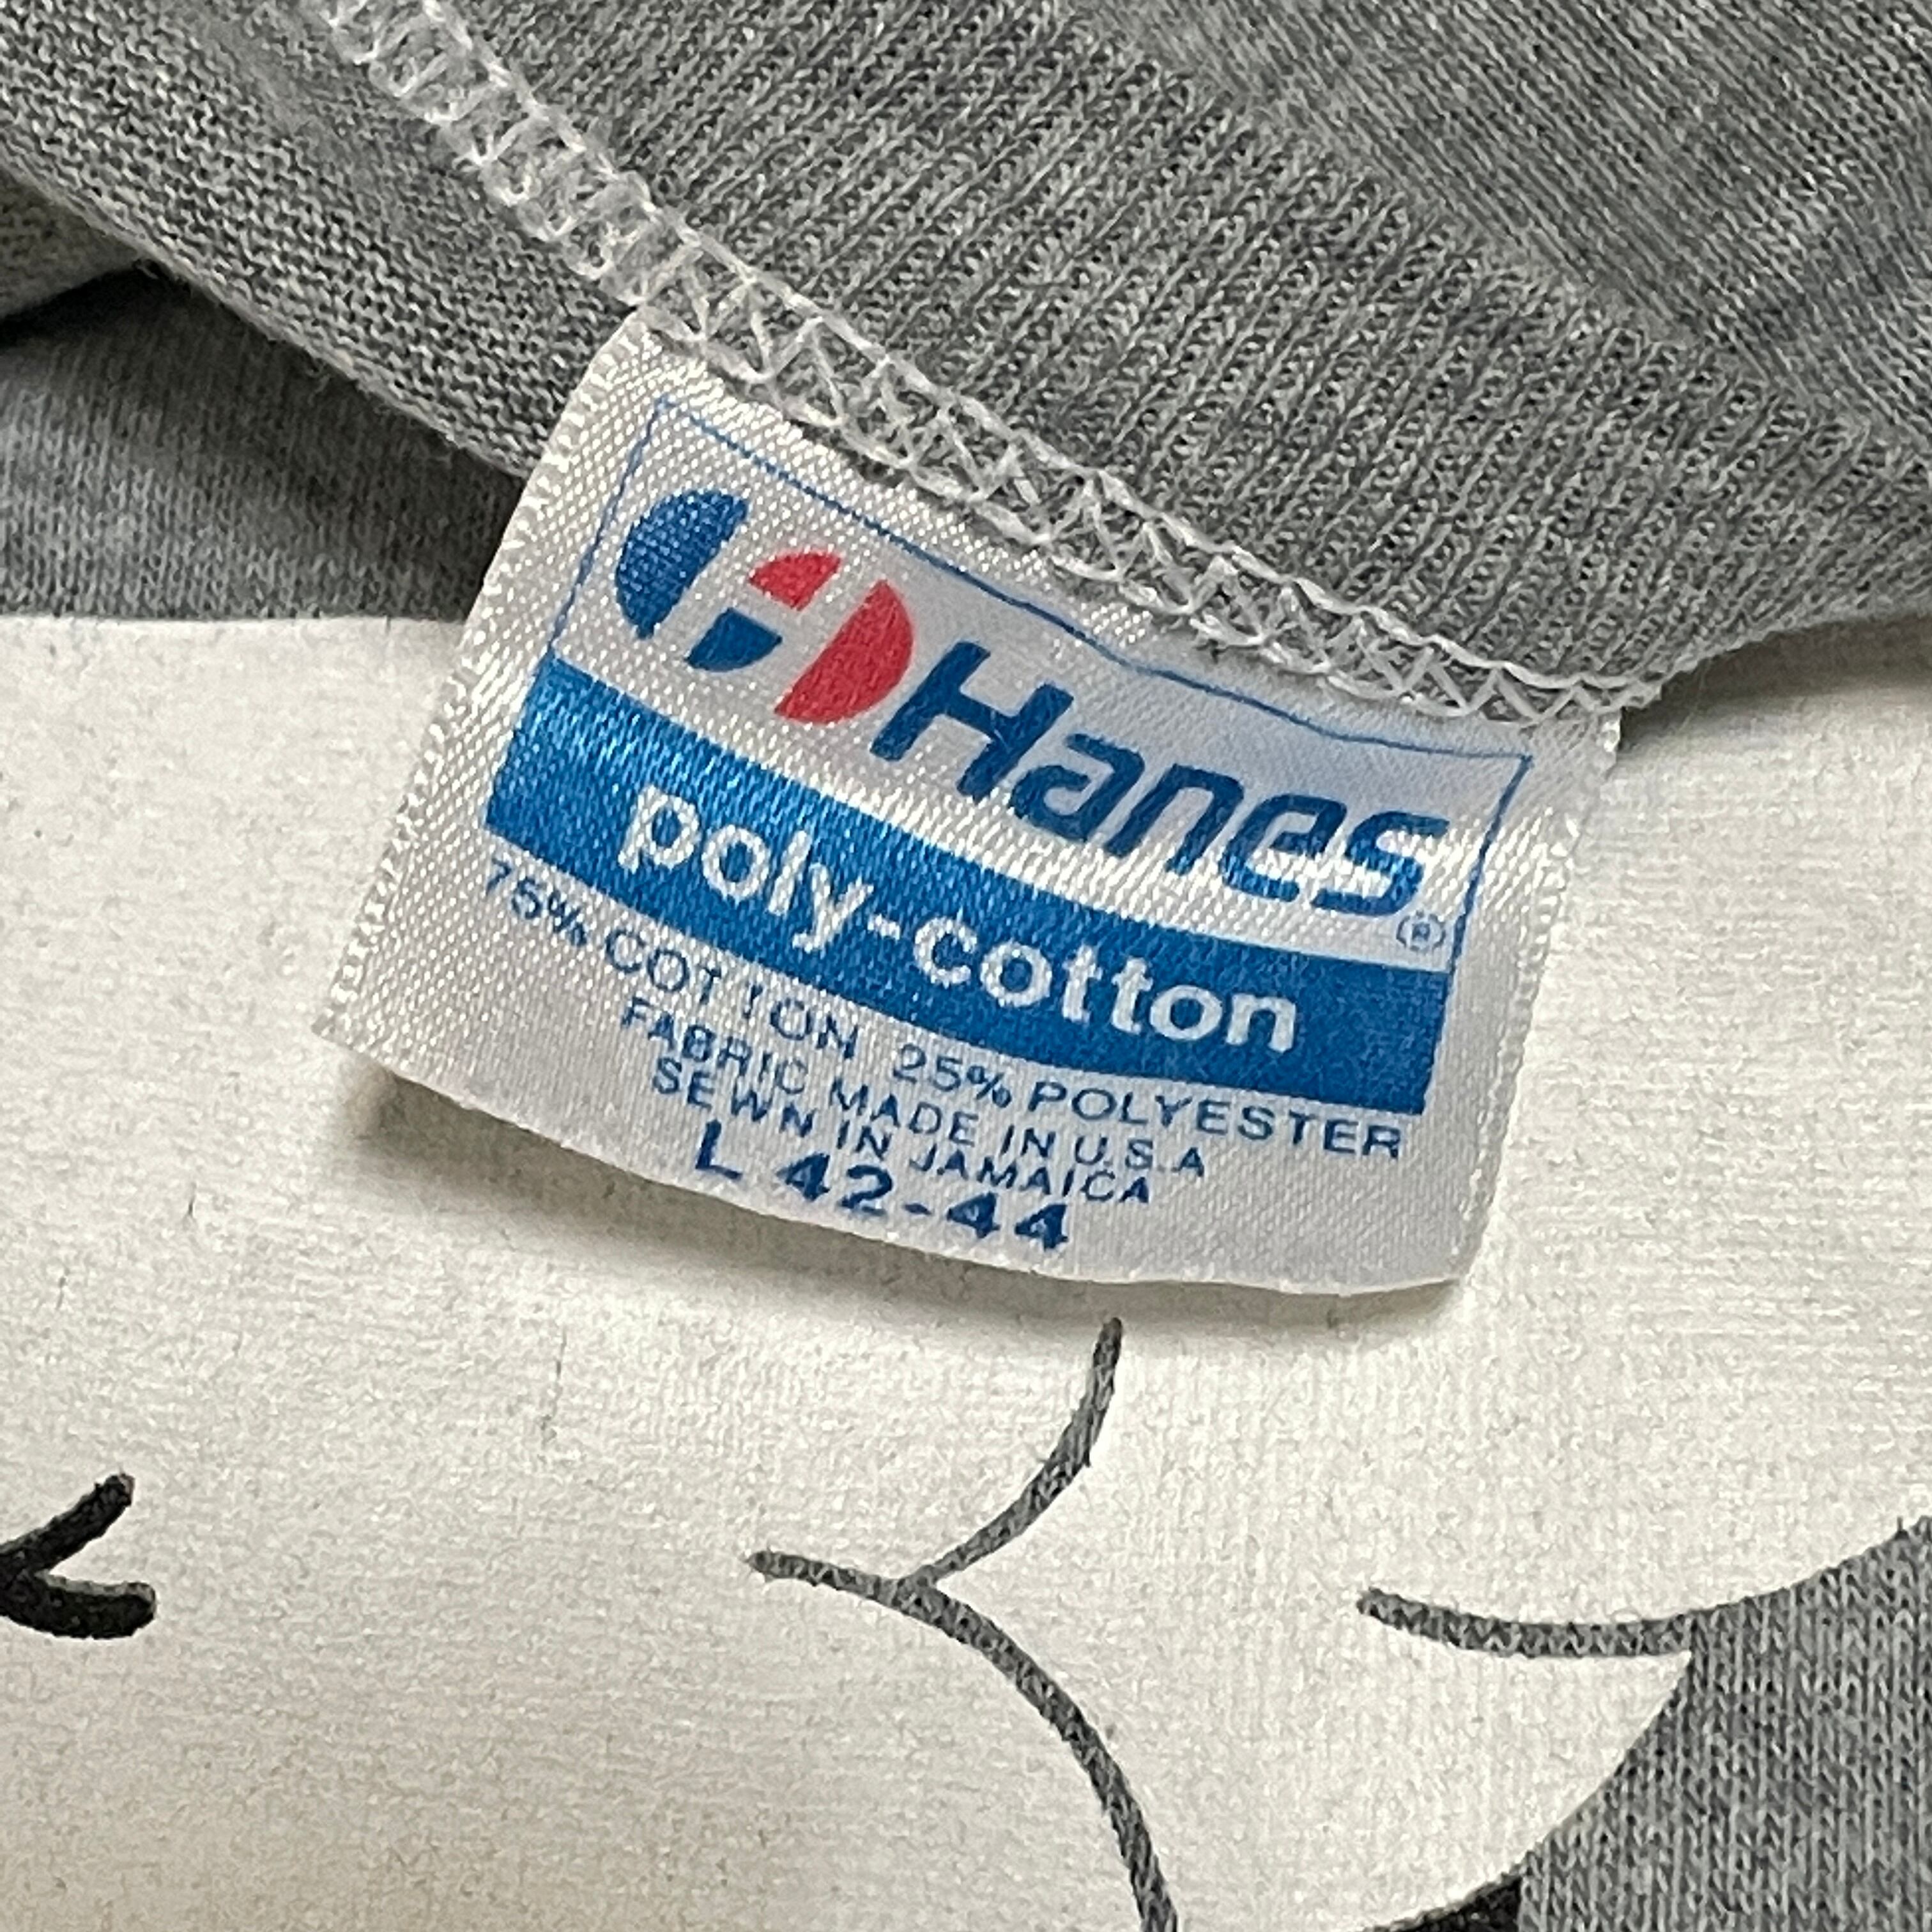 Hanes®
poly-cotton
75% COTTON 25% POLYESTER
FABRIC MADE IN U.S.A
SEWN IN JAMAICA
L 42-44